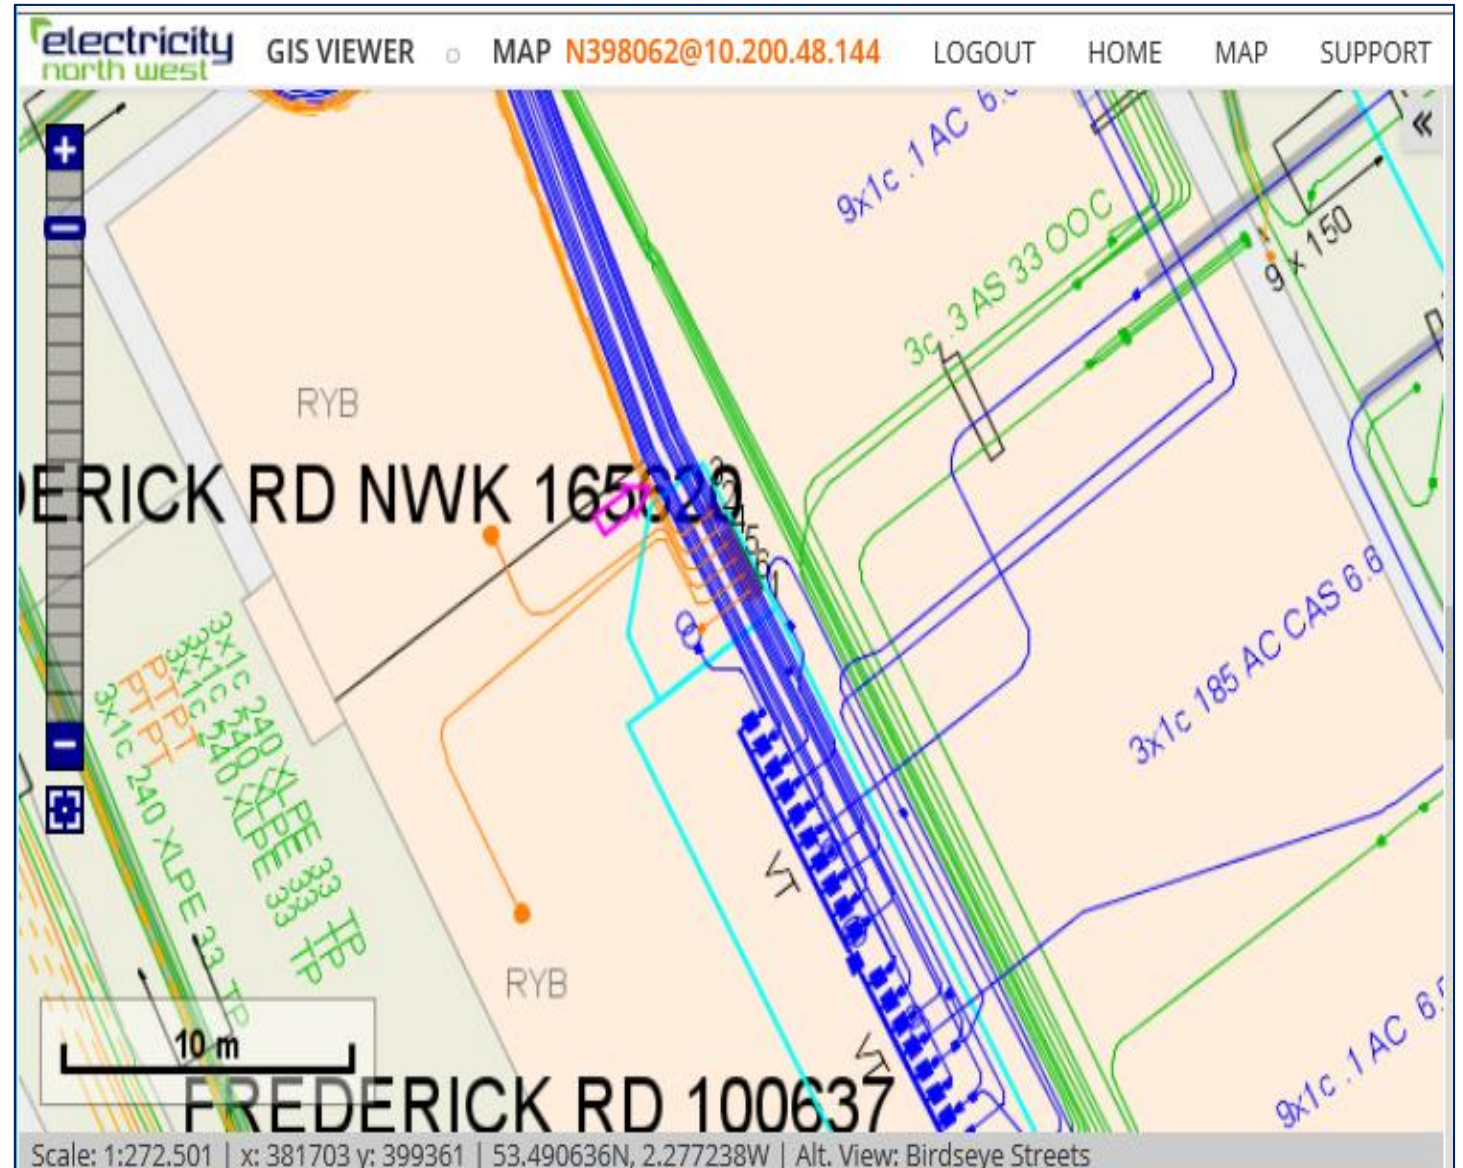 electricity
north west
GIS VIEWER MAP N398062@10.200.48.144 LOGOUT HOME MAP SUPPORT
9x1c .1 AC 6.
3c .3 AS 33 OOC
9 x 150
RYB
DERICK RD NWK
3x1c 185 AC CAS 6.6
3x1c 240 XLPE 33 TP
3x1c 240 XLPE 33 TP
3x1c 240 XLPE 33 TP
PT PT
PT PT
3x1c 240 XLPE 33 TP
VT
RYB
VT
9x1c .1 AC 6.
10 m
FREDERICK RD 100637
Scale: 1:272.501 | x: 381703 y: 399361 | 53.490636N, 2.277238W | Alt. View: Birdseye Streets